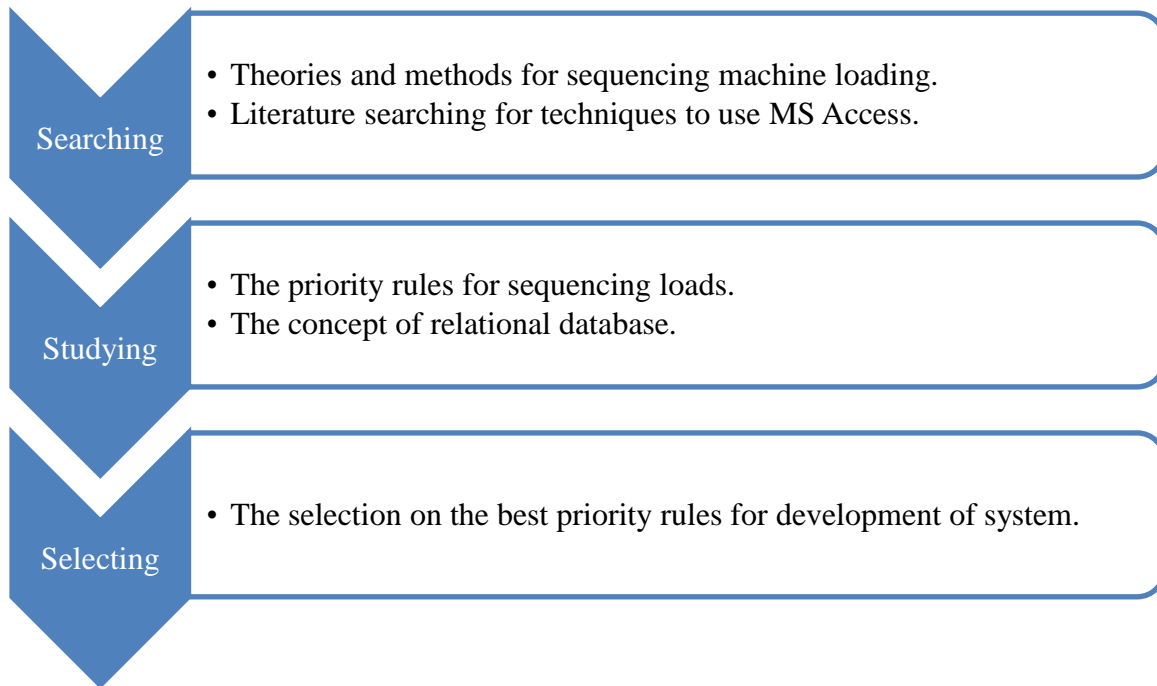 Searching
• Theories and methods for sequencing machine loading.
• Literature searching for techniques to use MS Access.
Studying
• The priority rules for sequencing loads.
• The concept of relational database.
Selecting
• The selection on the best priority rules for development of system.